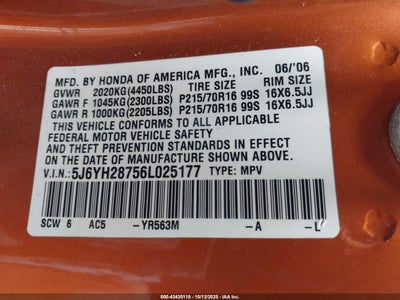 MFD. BY HONDA OF AMERICA MFG., INC. 06/'06
GVWR 2020KG(4450LBS) TIRE SIZE RIM SIZE
GAWR F 1045KG(2300LBS) P215/70R16 99S 16X6.5JJ
GAWR R 1000KG(2205LBS) P215/70R16 99S 16X6.5JJ
THIS VEHICLE CONFORMS TO ALL APPLICABLE
FEDERAL MOTOR VEHICLE SAFETY
AND THEFT PREVENTION STANDARDS IN EFFECT ON
THE DATE OF MANUFACTURE SHOWN ABOVE.
V.I.N.: 5J6YH28756L025177 TYPE: MPV
SCW 6 AC5 -YR563M -A -L
00-43430116 - 10/13/2025 - IAA Inc.